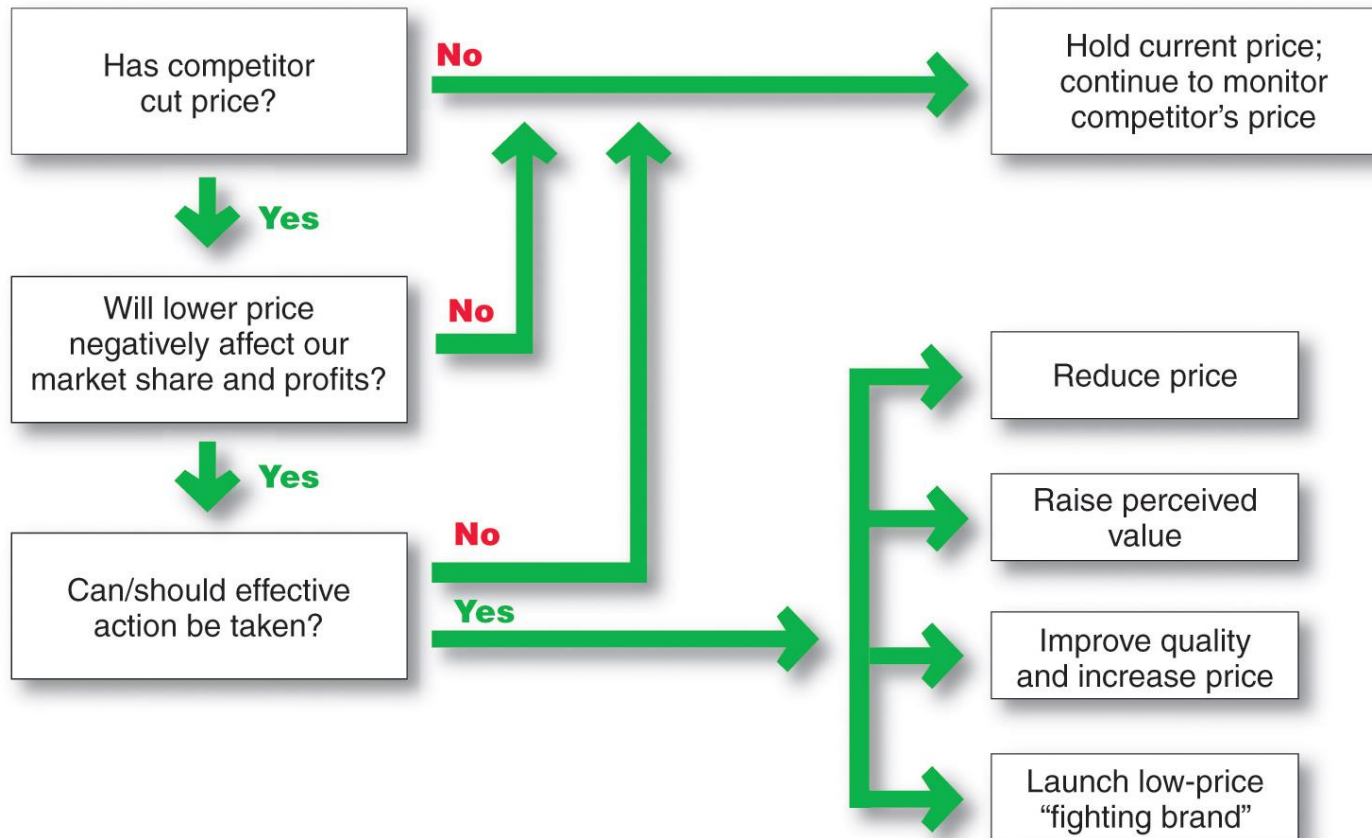 Has competitor
cut price?
No
Hold current price;
continue to monitor
competitor’s price
Yes
Will lower price
negatively affect our
market share and profits?
No
Yes
Can/should effective
action be taken?
No
Yes
Reduce price
Raise perceived
value
Improve quality
and increase price
Launch low-price
“fighting brand”